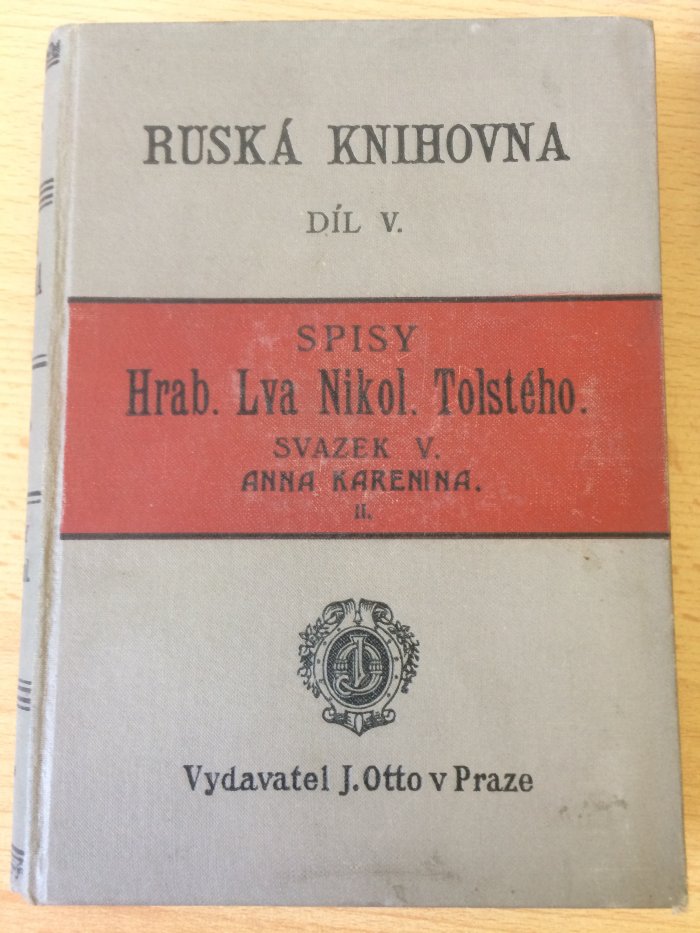 RUSKÁ KNIHOVNA
DÍL V.
SPISY
Hrab. Lva Nikol. Tolstého.
SVAZEK V.
ANNA KARENINA.
II.
Vydavatel J. Otto v Praze